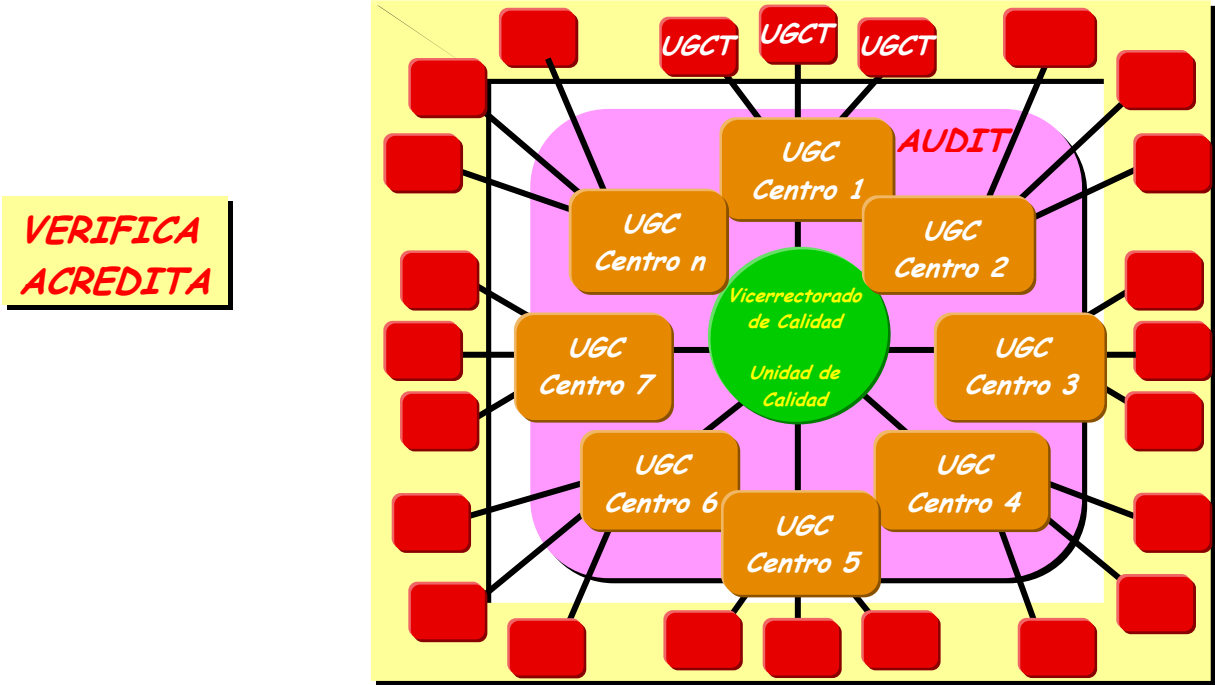 VERIFICA
ACREDITA
UGCT
UGCT
UGCT
AUDIT
UGC
Centro 1
UGC
Centro n
UGC
Centro 2
Vicerrectorado
de Calidad
Unidad de
Calidad
UGC
Centro 7
UGC
Centro 3
UGC
Centro 6
UGC
Centro 4
UGC
Centro 5